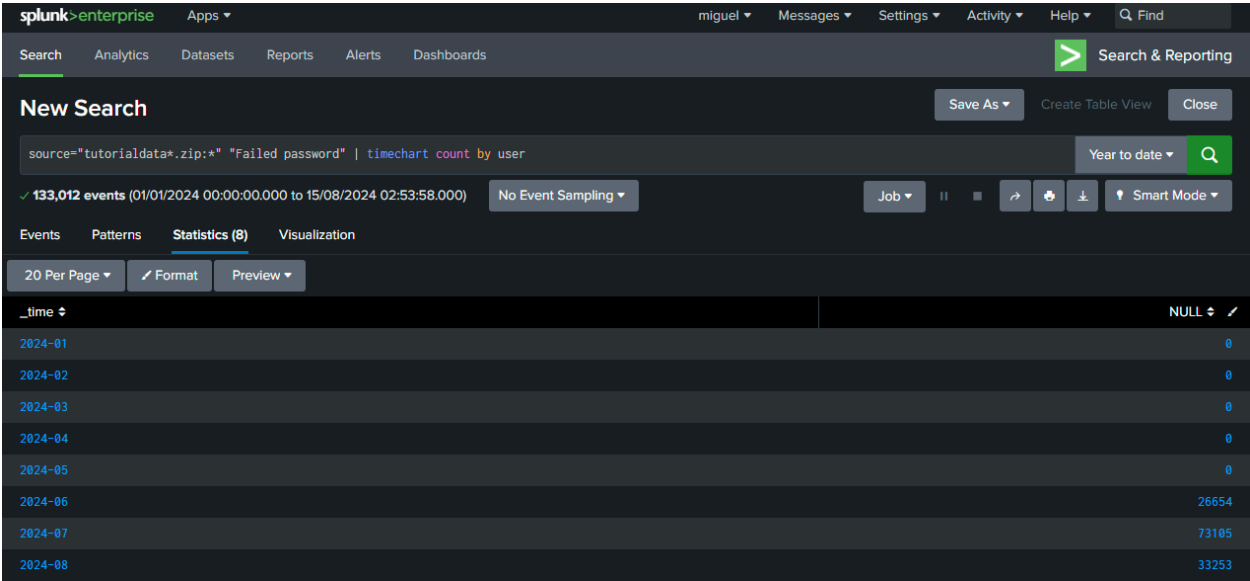 splunk>enterprise Apps miguel Messages Settings Activity Help Find
Search Analytics Datasets Reports Alerts Dashboards Search & Reporting
New Search Save As Create Table View Close
source="tutorialdata*.zip:*" "Failed password" | timechart count by user Year to date
133,012 events (01/01/2024 00:00:00.000 to 15/08/2024 02:53:58.000) No Event Sampling Job Smart Mode
Events Patterns Statistics (8) Visualization
20 Per Page Format Preview
_time NULL
2024-01 0
2024-02 0
2024-03 0
2024-04 0
2024-05 0
2024-06 26654
2024-07 73105
2024-08 33253